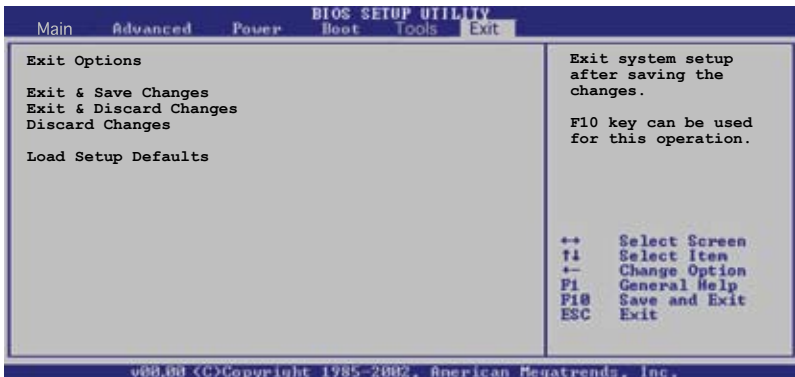 BIOS SETUP UTILITY
Main Advanced Power Boot Tools Exit
Exit Options
Exit & Save Changes
Exit & Discard Changes
Discard Changes
Load Setup Defaults
Exit system setup
after saving the
changes.
F10 key can be used
for this operation.
←→ Select Screen
↑↓ Select Item
+- Change Option
F1 General Help
F10 Save and Exit
ESC Exit
v00.00 (C)Copyright 1985-2002, American Megatrends, Inc.